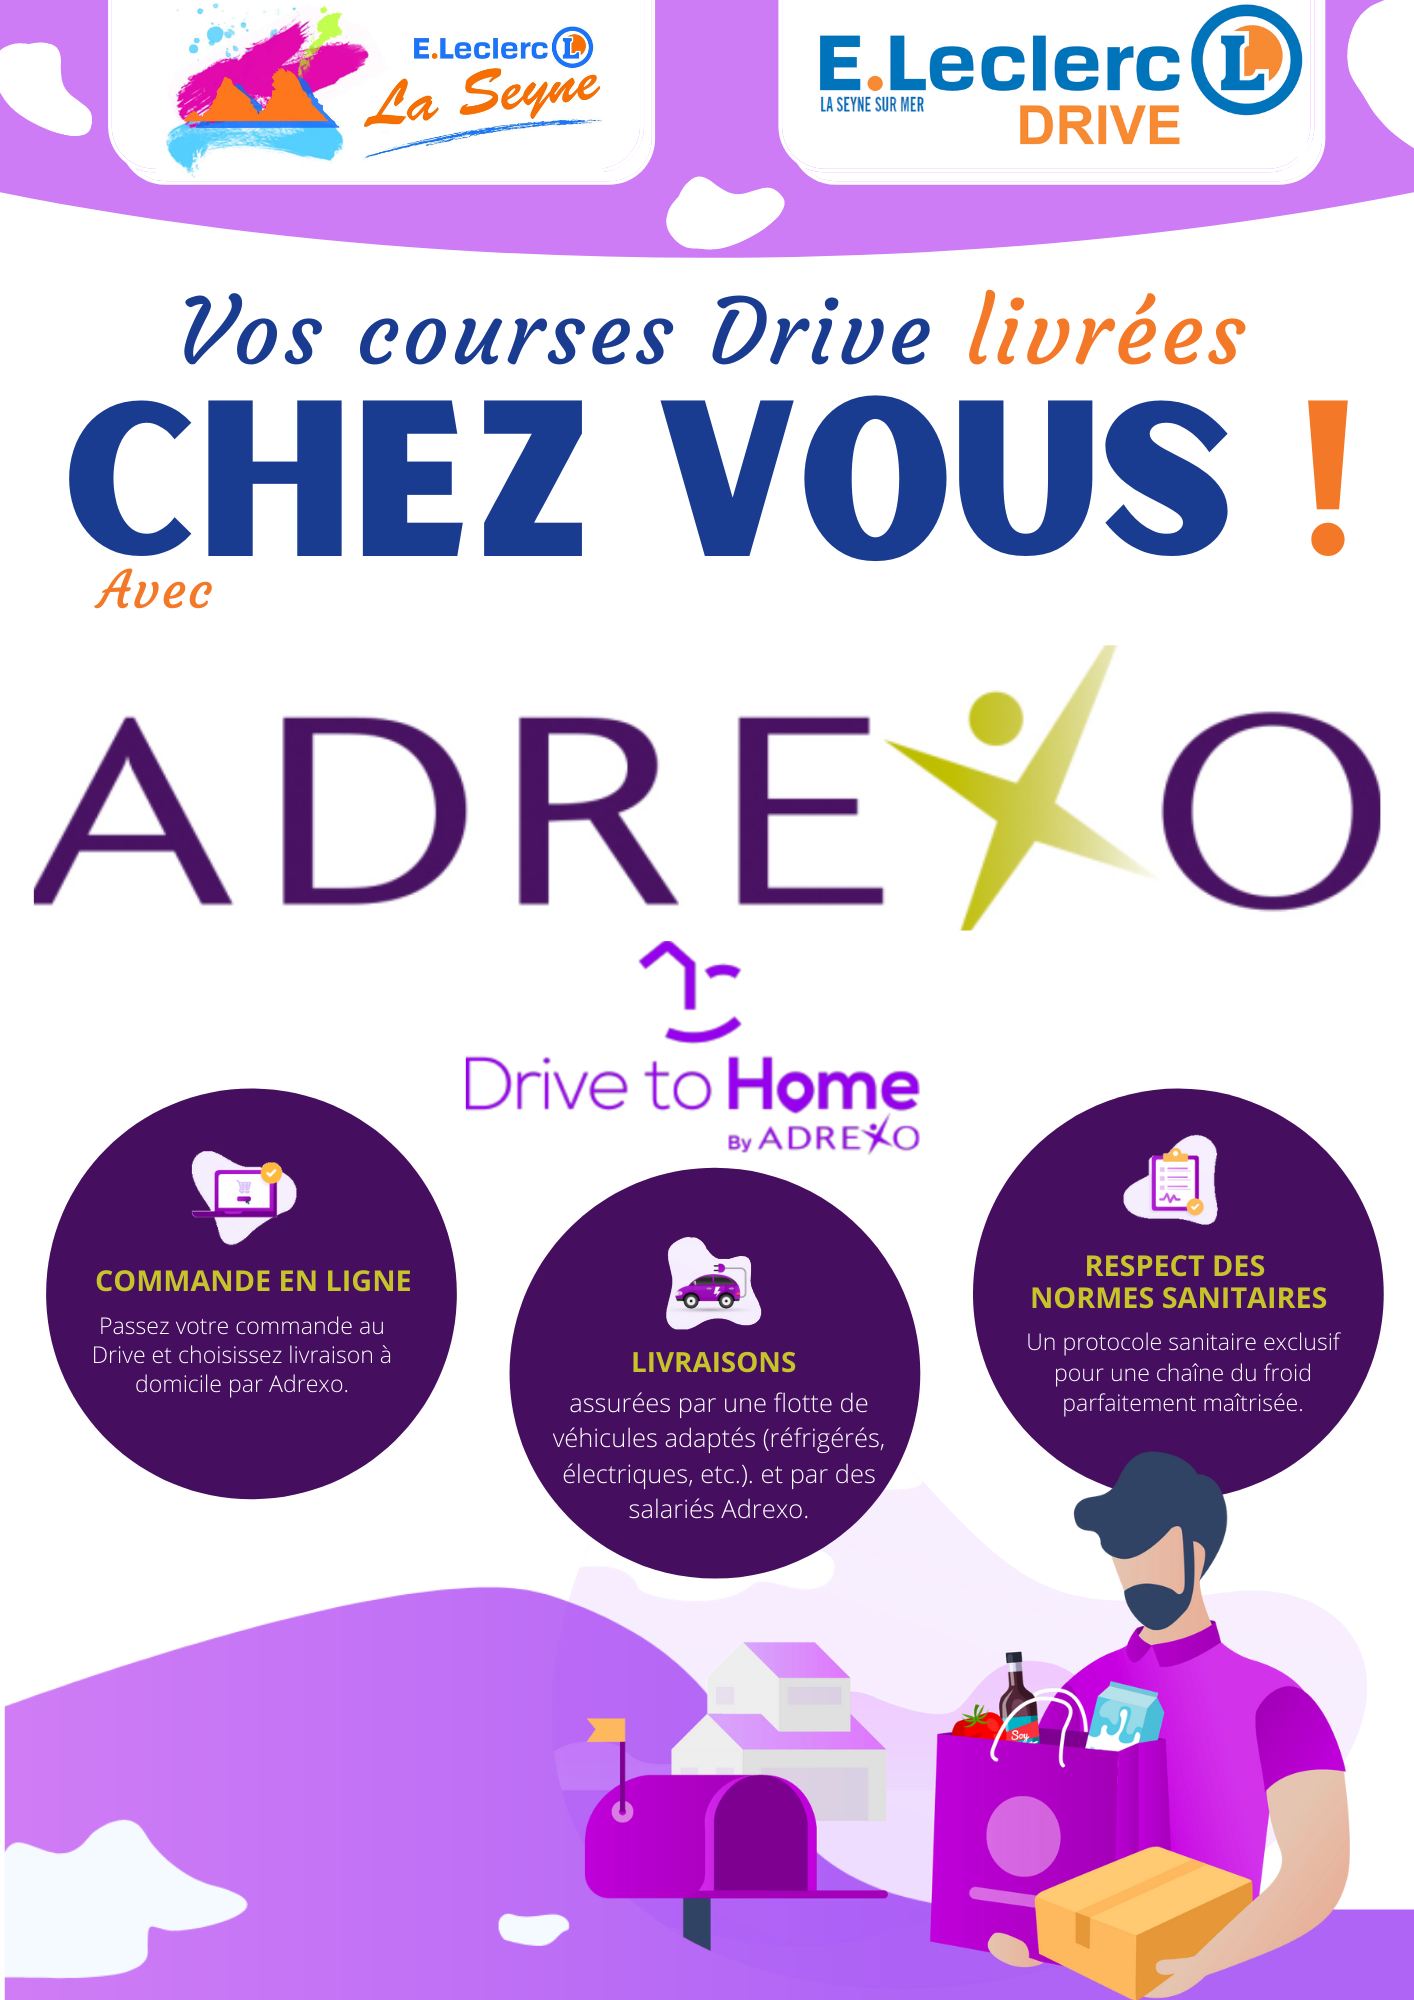 E.Leclerc L
La Seyne
E.Leclerc L
LA SEYNE SUR MER
DRIVE
Vos courses Drive livrées
CHEZ VOUS !
Avec
ADREXO
Drive to Home
By ADREXO
COMMANDE EN LIGNE
Passez votre commande au
Drive et choisissez livraison à
domicile par Adrexo.
LIVRAISONS
assurées par une flotte de
véhicules adaptés (réfrigérés,
électriques, etc.). et par des
salariés Adrexo.
RESPECT DES
NORMES SANITAIRES
Un protocole sanitaire exclusif
pour une chaîne du froid
parfaitement maîtrisée.
Soy